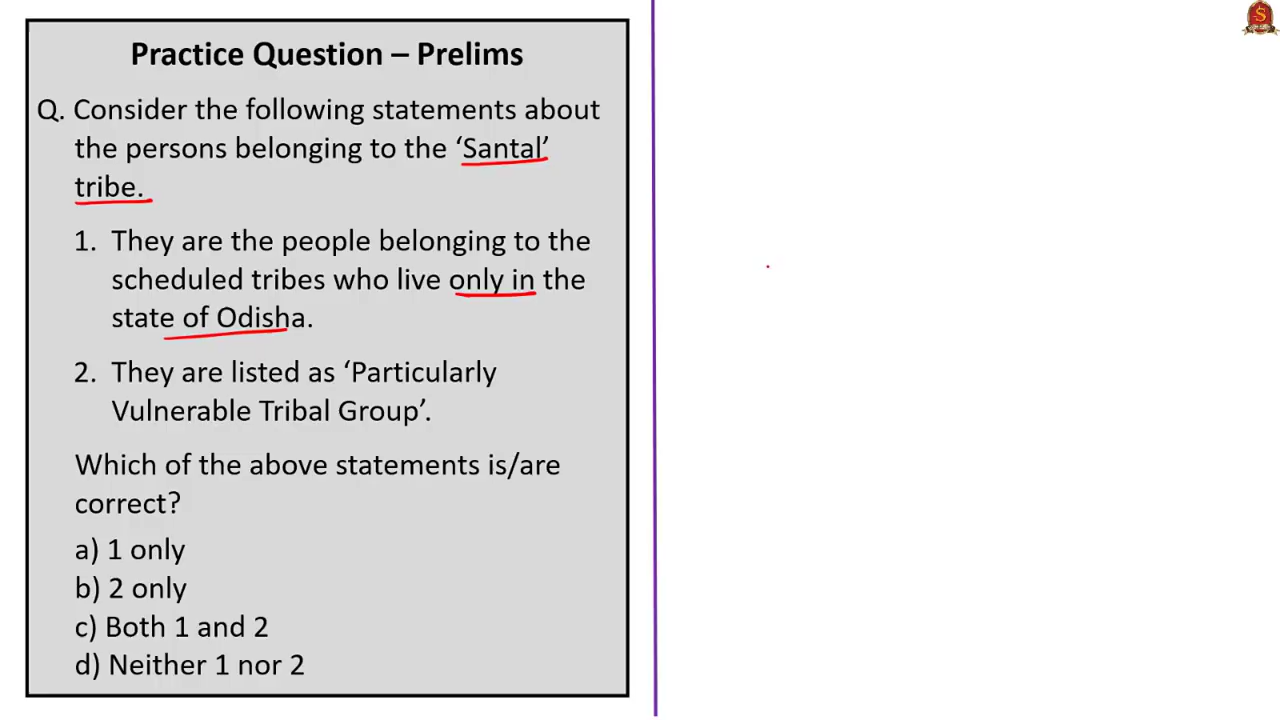 Practice Question – Prelims
Q. Consider the following statements about
the persons belonging to the ‘Santal’
tribe.
1. They are the people belonging to the
scheduled tribes who live only in the
state of Odisha.
2. They are listed as ‘Particularly
Vulnerable Tribal Group’.
Which of the above statements is/are
correct?
a) 1 only
b) 2 only
c) Both 1 and 2
d) Neither 1 nor 2